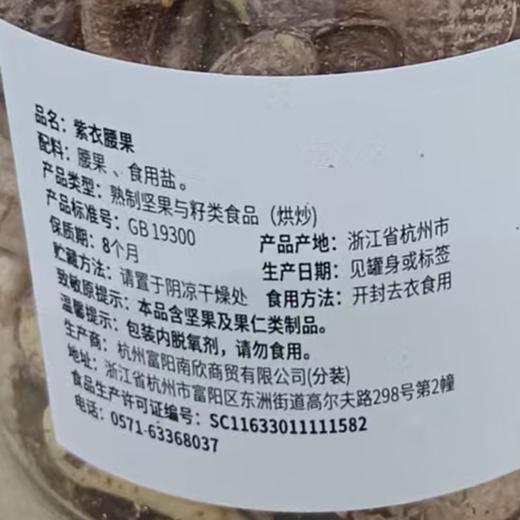 品名：紫衣腰果
配料：腰果、食用盐。
产品类型：熟制坚果与籽类食品（烘炒）
产品标准号：GB 19300 产品产地：浙江省杭州市
保质期：8个月 生产日期：见罐身或标签
贮藏方法：请置于阴凉干燥处 食用方法：开封去衣食用
致敏原提示：本品含坚果及果仁类制品。
温馨提示：包装内脱氧剂，请勿食用。
生产商：杭州富阳南欣商贸有限公司(分装)
地址：浙江省杭州市富阳区东洲街道高尔夫路298号第2幢
食品生产许可证编号：SC11633011111582
电话：0571-63368037